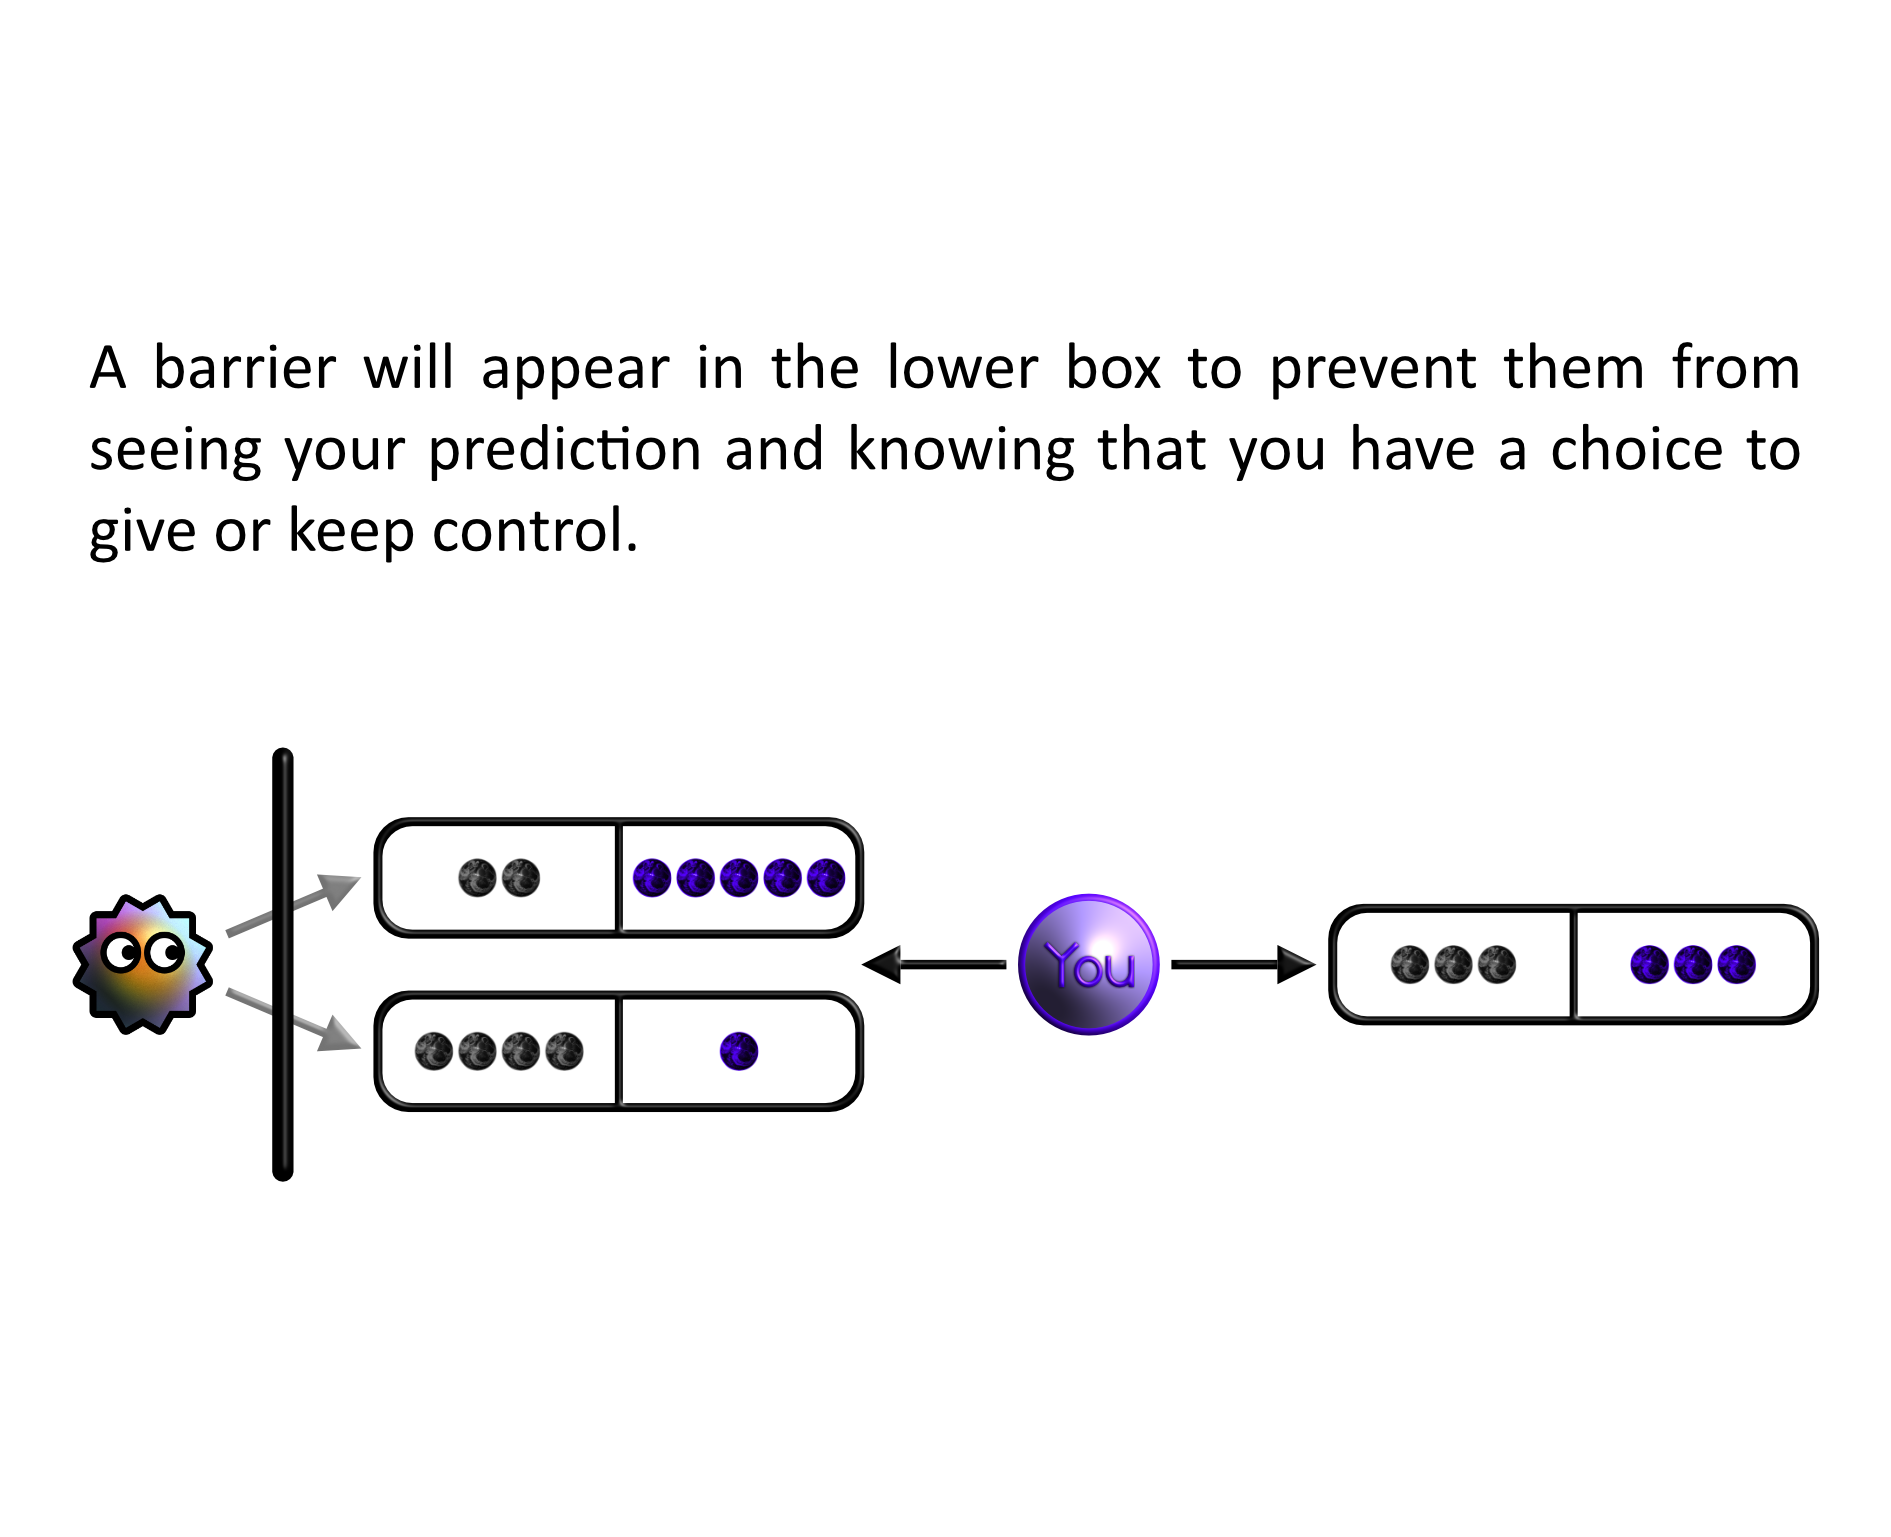 A barrier will appear in the lower box to prevent them from
seeing your prediction and knowing that you have a choice to
give or keep control.
You